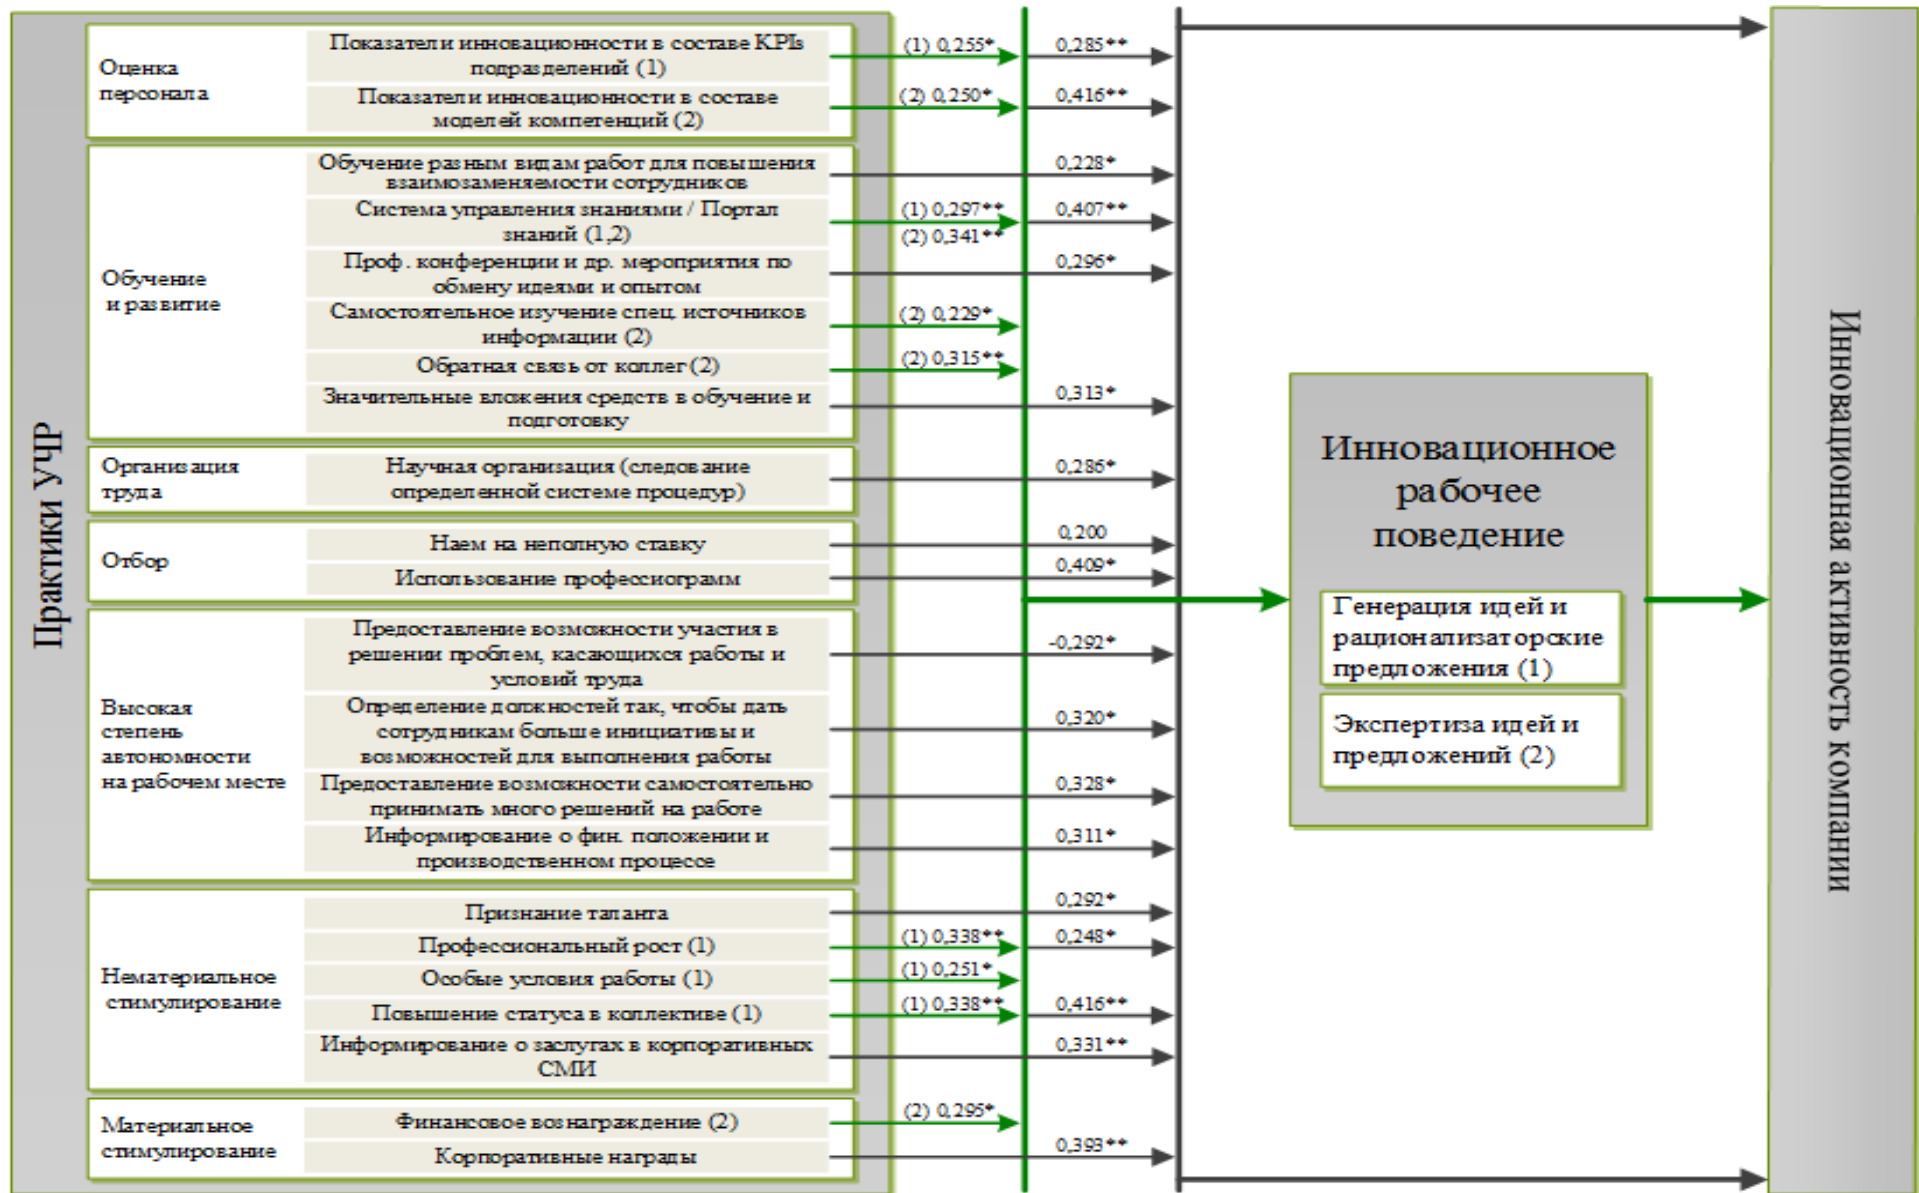 Практики УЧР
Оценка
персонала
Показатели инновационности в составе KPIs
подразделений (1)
(1) 0,255*
0,285**
Показатели инновационности в составе
моделей компетенций (2)
(2) 0,250*
0,416**
Обучение
и развитие
Обучение разным видам работ для повышения
взаимозаменяемости сотрудников
0,228*
Система управления знаниями / Портал
знаний (1,2)
(1) 0,297**
(2) 0,341**
0,407**
Проф. конференции и др. мероприятия по
обмену идеями и опытом
0,296*
Самостоятельное изучение спец. источников
информации (2)
(2) 0,229*
Обратная связь от коллег (2)
(2) 0,315**
Значительные вложения средств в обучение и
подготовку
0,313*
Организация
труда
Научная организация (следование
определенной системе процедур)
0,286*
Отбор
Наем на неполную ставку
0,200
Использование профессиограмм
0,409*
Высокая
степень
автономности
на рабочем месте
Предоставление возможности участия в
решении проблем, касающихся работы и
условий труда
-0,292*
Определение должностей так, чтобы дать
сотрудникам больше инициативы и
возможностей для выполнения работы
0,320*
Предоставление возможности самостоятельно
принимать много решений на работе
0,328*
Информирование о фин. положении и
производственном процессе
0,311*
Нематериальное
стимулирование
Признание таланта
0,292*
Профессиональный рост (1)
(1) 0,338**
0,248*
Особые условия работы (1)
(1) 0,251*
Повышение статуса в коллективе (1)
(1) 0,338**
0,416**
Информирование о заслугах в корпоративных
СМИ
0,331**
Материальное
стимулирование
Финансовое вознаграждение (2)
(2) 0,295*
Корпоративные награды
0,393**
Инновационное
рабочее
поведение
Генерация идей и
рационализаторские
предложения (1)
Экспертиза идей и
предложений (2)
Инновационная активность компании